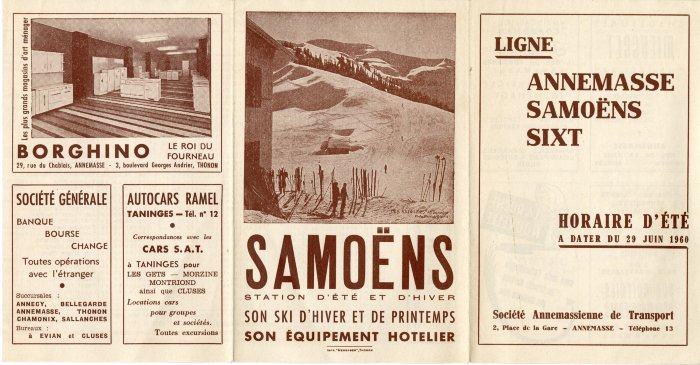 Les plus grands magasins d'art ménager
BORGHINO
LE ROI DU
FOURNEAU
29, rue du Chablais, ANNEMASSE - 3, boulevard Georges Andrier, THONON
SOCIÉTÉ GÉNÉRALE
BANQUE
BOURSE
CHANGE
Toutes opérations
avec l'étranger
Succursales :
ANNECY, BELLEGARDE
ANNEMASSE, THONON
CHAMONIX, SALLANCHES
Bureaux :
à EVIAN et CLUSES
AUTOCARS RAMEL
TANINGES — Tél. n° 12
Correspondances avec les
CARS S.A.T.
à TANINGES pour
LES GETS — MORZINE
MONTRIOND
ainsi que CLUSES
Locations cars
pour groupes
et sociétés.
Toutes excursions
SAMOËNS
STATION D'ÉTÉ ET D'HIVER
SON SKI D'HIVER ET DE PRINTEMPS
SON ÉQUIPEMENT HOTELIER
LIGNE
ANNEMASSE
SAMOËNS
SIXT
HORAIRE D'ÉTÉ
A DATER DU 29 JUIN 1960
Société Annemassienne de Transport
2, Place de la Gare — ANNEMASSE — Téléphone 13